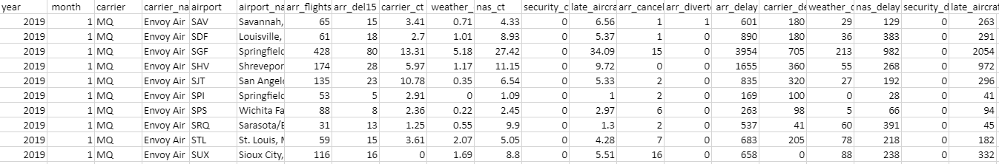 year month carrier carrier_na airport airport_na arr_flights arr_del15 carrier_ct weather_ nas_ct security_c late_aircra arr_cancel arr_diverte arr_delay carrier_de weather_c nas_delay security_d late_aircraf
2019 1 MQ Envoy Air SAV Savannah, 65 15 3.41 0.71 4.33 0 6.56 1 1 601 180 29 129 0 263
2019 1 MQ Envoy Air SDF Louisville, 61 18 2.7 1.01 8.93 0 5.37 1 0 890 180 36 383 0 291
2019 1 MQ Envoy Air SGF Springfield 428 80 13.31 5.18 27.42 0 34.09 15 0 3954 705 213 982 0 2054
2019 1 MQ Envoy Air SHV Shrevepor 174 28 5.97 1.17 11.15 0 9.72 0 0 1655 360 55 268 0 972
2019 1 MQ Envoy Air SJT San Angelo 135 23 10.78 0.35 6.54 0 5.33 2 0 835 320 27 192 0 296
2019 1 MQ Envoy Air SPI Springfield 53 5 2.91 0 1.09 0 1 2 0 169 100 0 28 0 41
2019 1 MQ Envoy Air SPS Wichita Fa 88 8 2.36 0.22 2.45 0 2.97 6 0 263 98 5 66 0 94
2019 1 MQ Envoy Air SRQ Sarasota/B 31 13 1.25 0.55 9.9 0 1.3 2 0 537 41 60 391 0 45
2019 1 MQ Envoy Air STL St. Louis, M 59 15 3.61 2.07 5.05 0 4.28 7 0 683 205 78 218 0 182
2019 1 MQ Envoy Air SUX Sioux City, 116 16 0 1.69 8.8 0 5.51 16 0 658 0 88 238 0 332